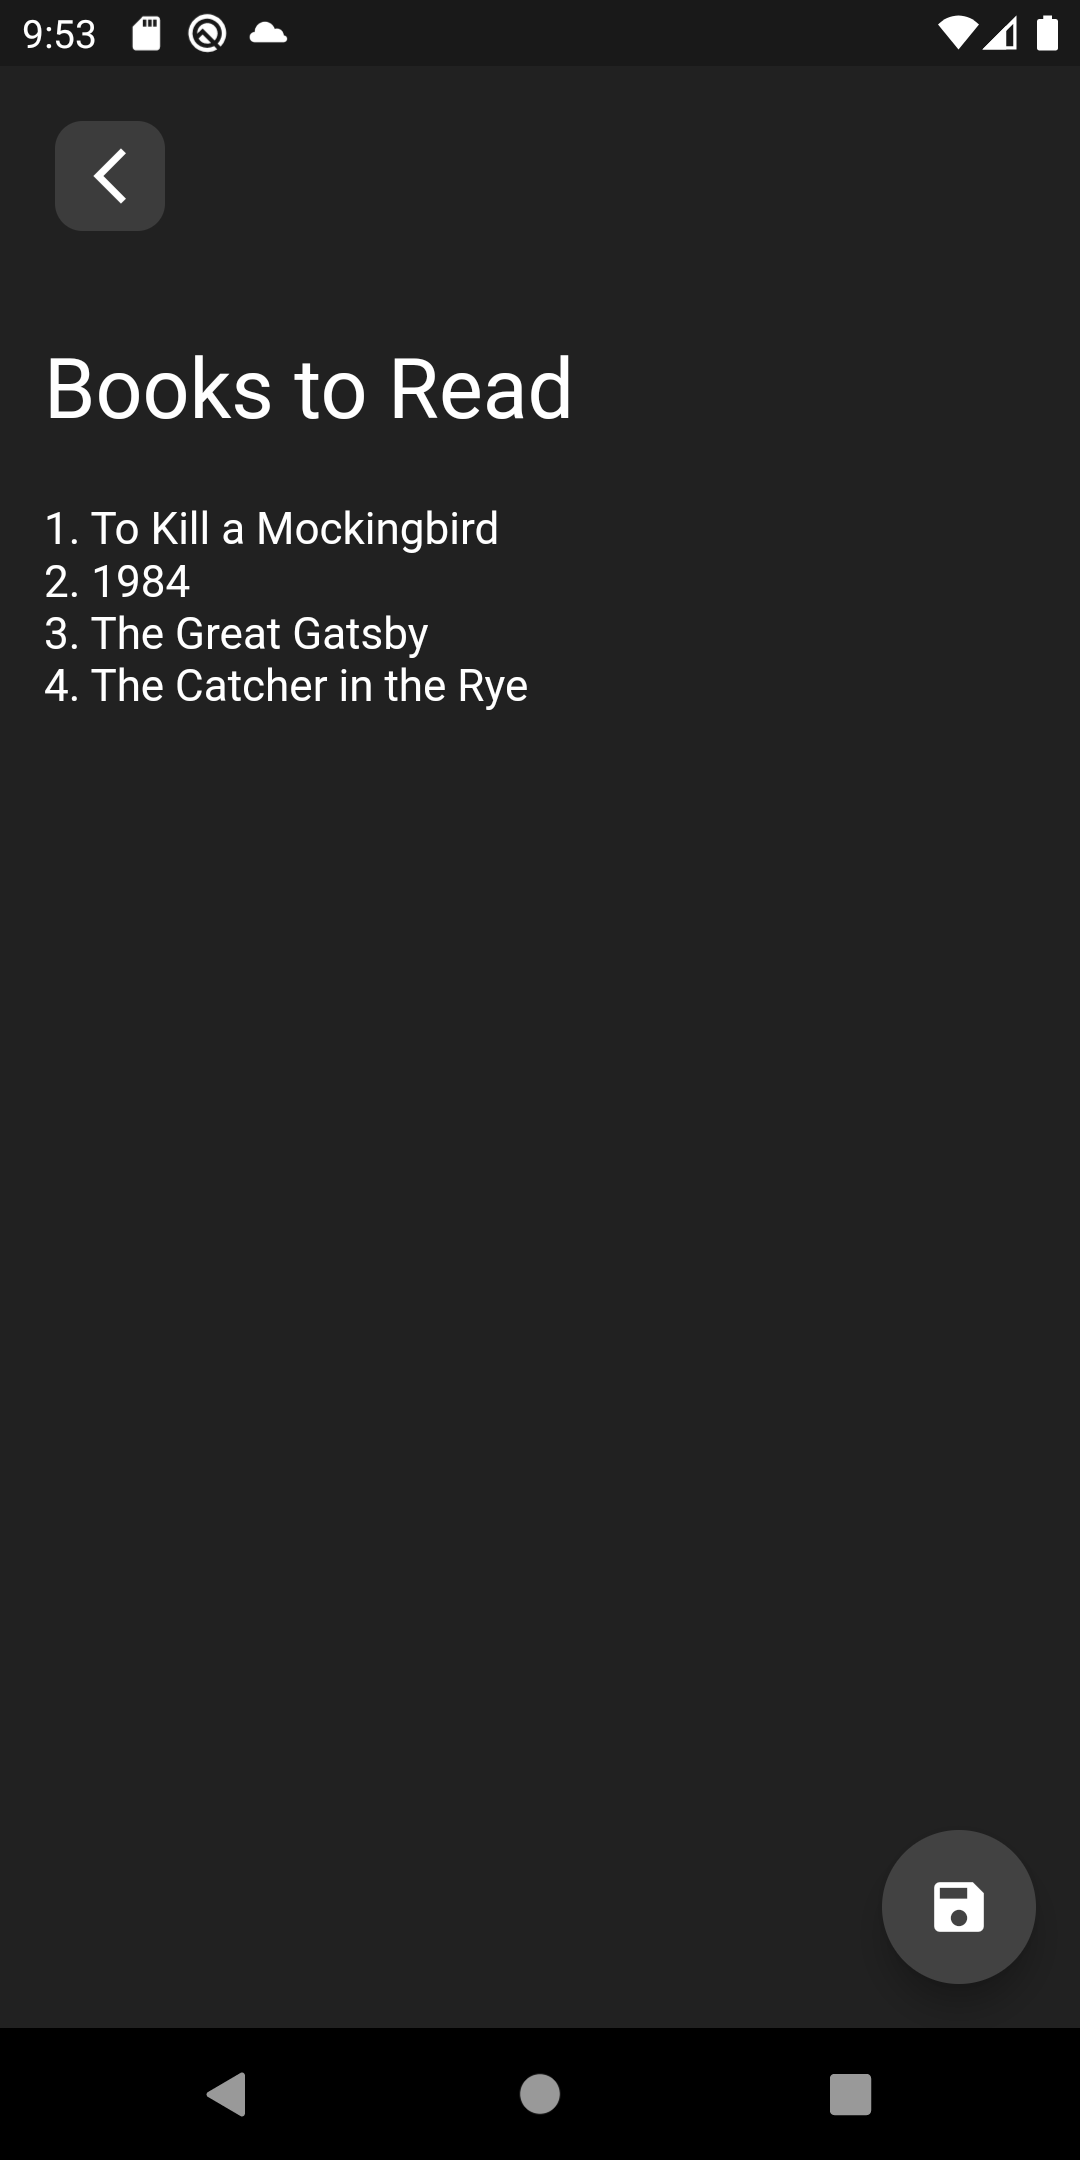 9:53
Books to Read
1. To Kill a Mockingbird
2. 1984
3. The Great Gatsby
4. The Catcher in the Rye